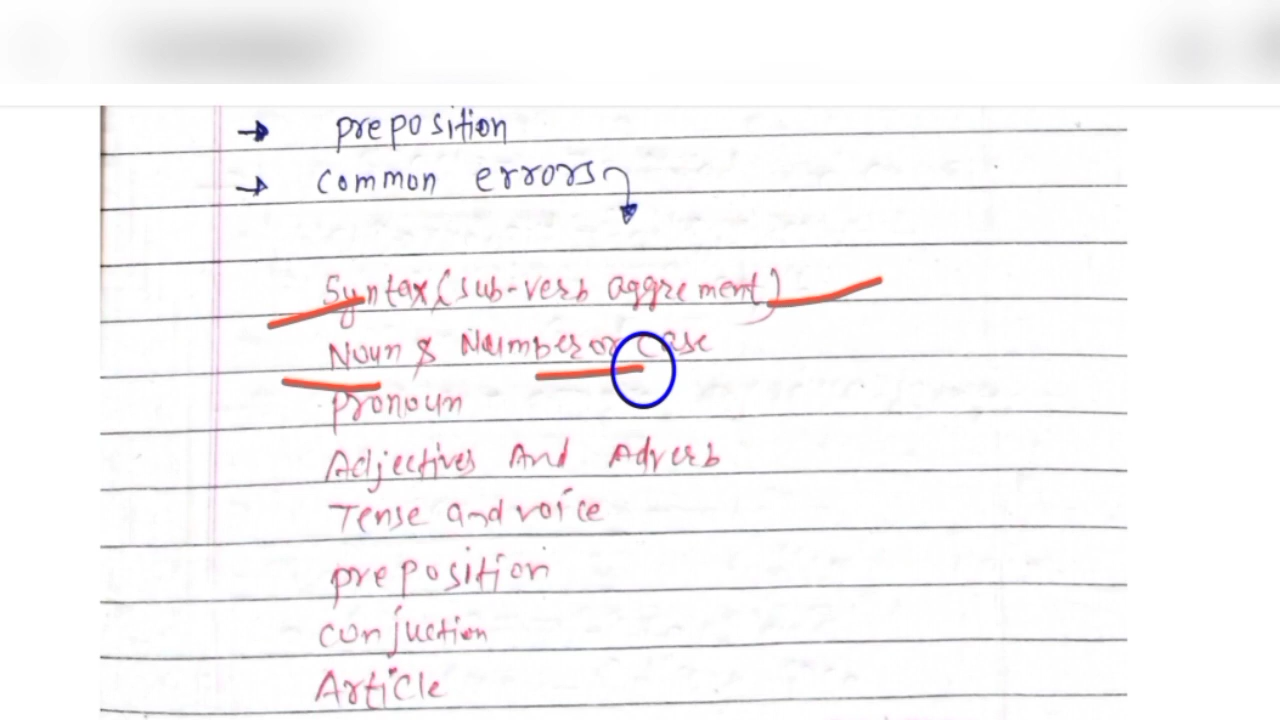 → preposition
→ common errors
Syntax (sub-verb aggrement)
Noun & Number or Case
pronoun
Adjectives And Adverb
Tense and voice
preposition
conjuction
Article